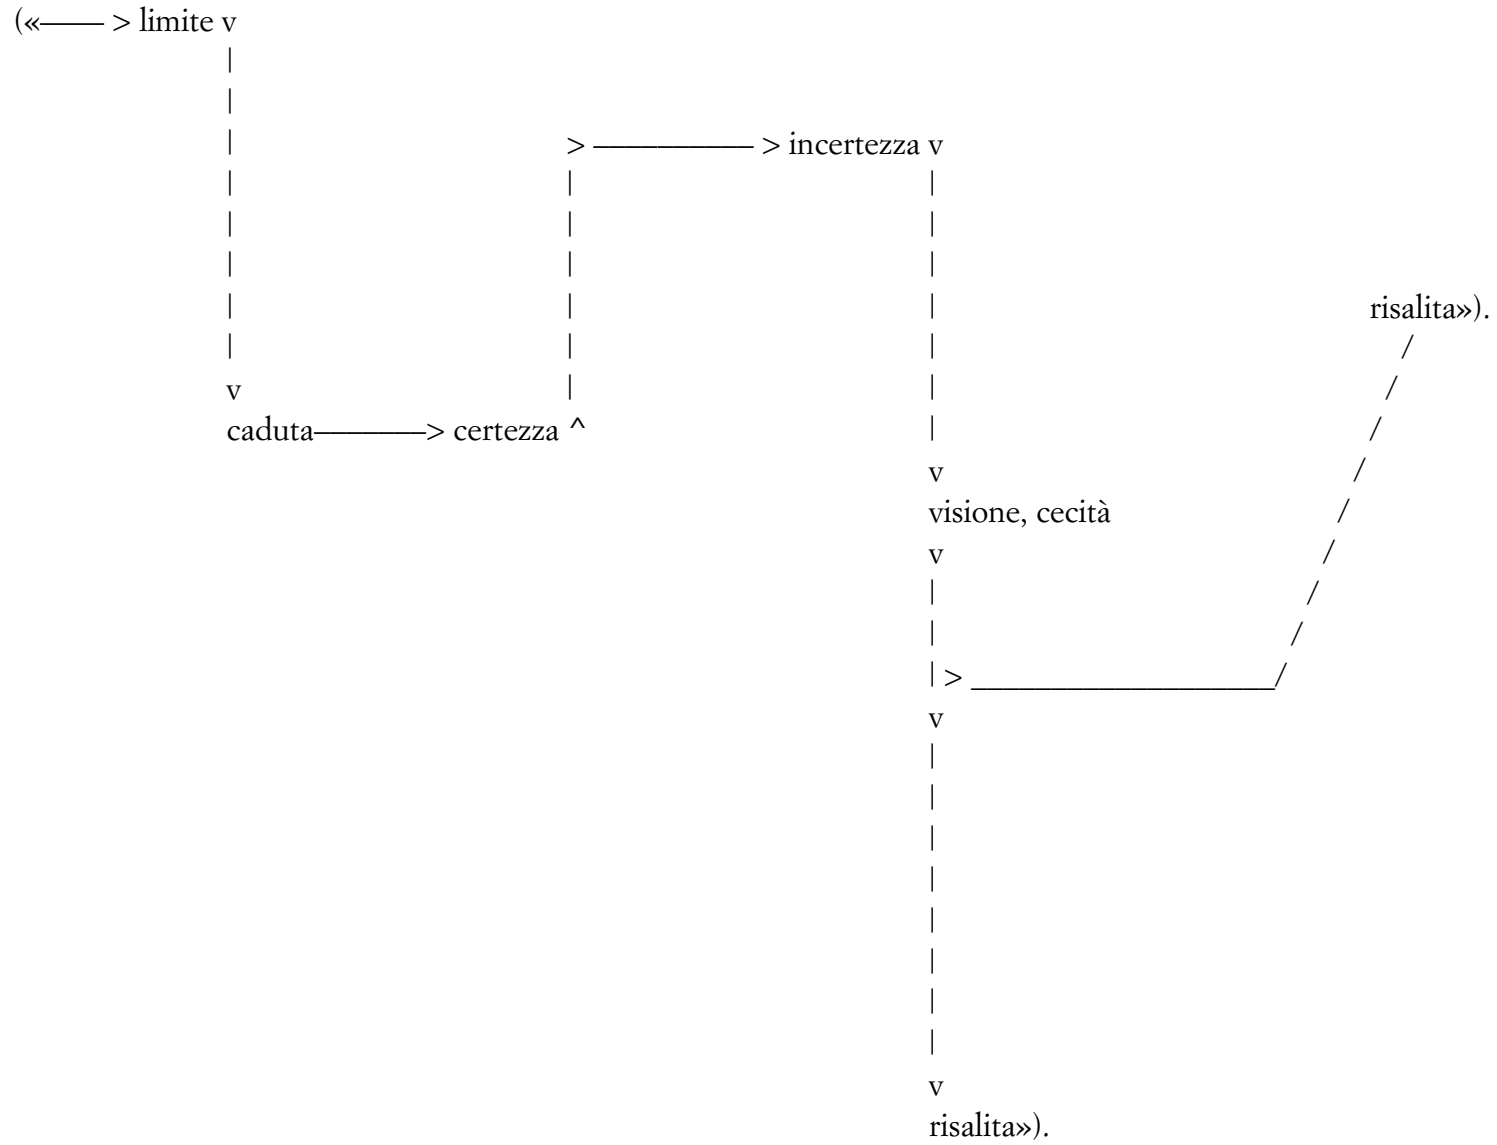 («—— > limite v
|
|
| > ————— > incertezza v
| | |
| | |
| | |
| | | risalita»).
| | | /
v | | /
caduta———> certezza ^ | /
v /
visione, cecità /
v /
| /
| /
| > ___________________/
v
|
|
|
|
|
|
|
|
v
risalita»).